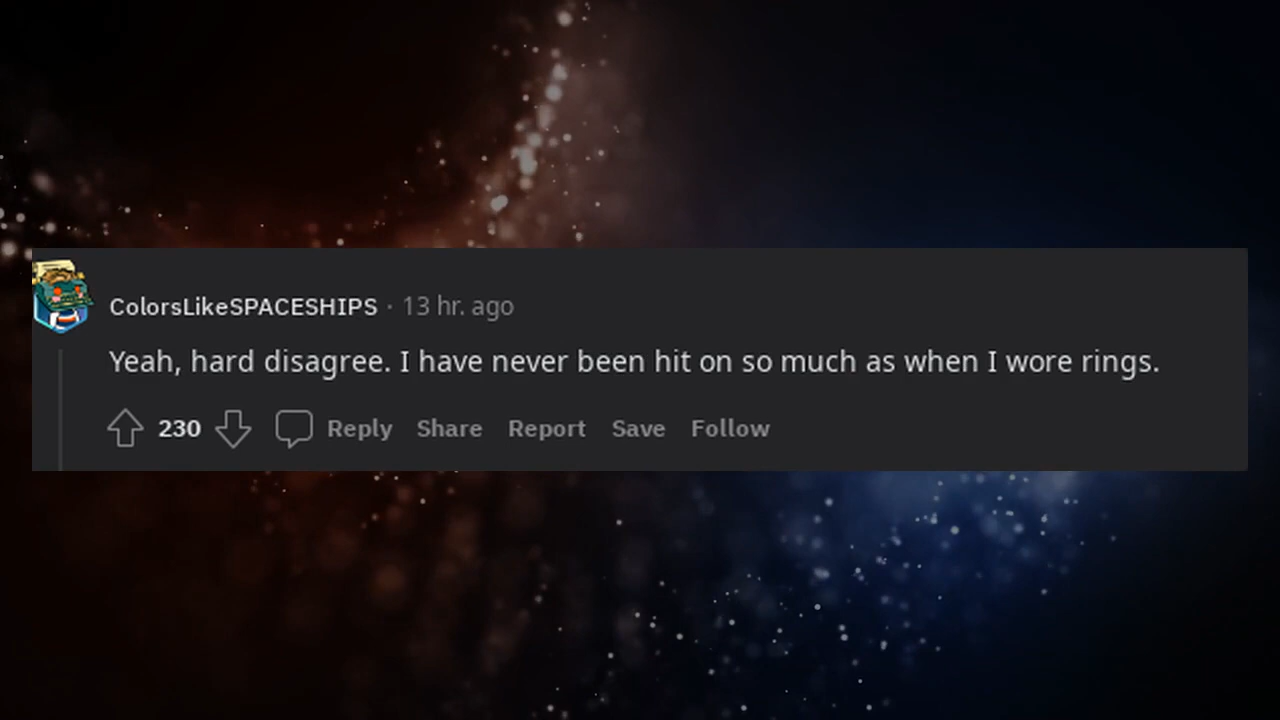 ColorsLikeSPACESHIPS · 13 hr. ago
Yeah, hard disagree. I have never been hit on so much as when I wore rings.
230 Reply Share Report Save Follow